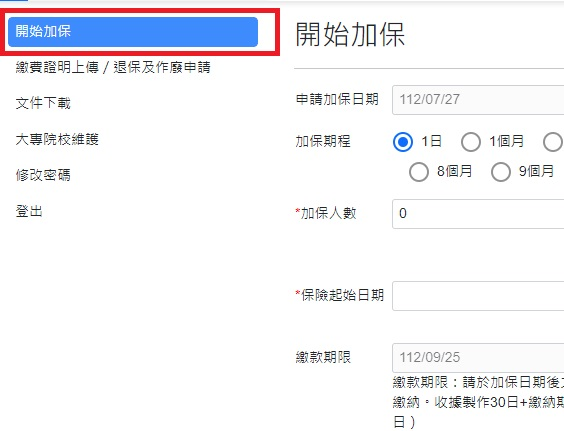 開始加保
繳費證明上傳 / 退保及作廢申請
文件下載
大專院校維護
修改密碼
登出
開始加保
申請加保日期 112/07/27
加保期程 1日 1個月
8個月 9個月
*加保人數 0
*保險起始日期
繳款期限 112/09/25
繳款期限：請於加保日期後
繳納。收據製作30日+繳納
日）